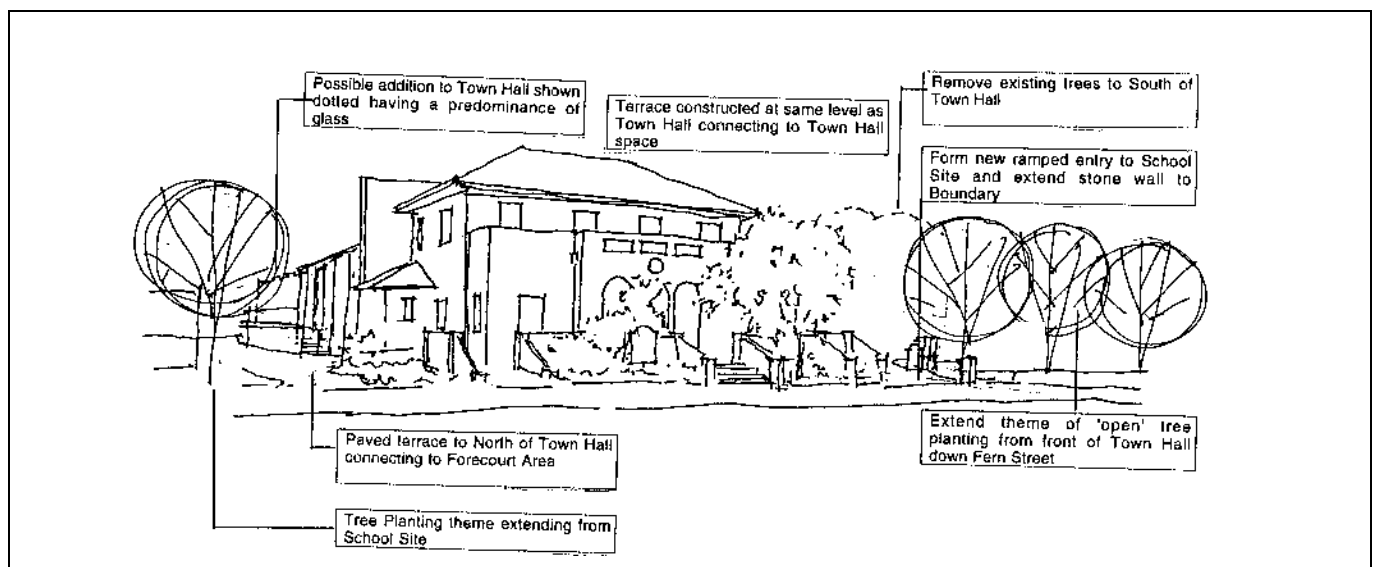 Possible addition to Town Hall shown
dotted having a predominance of
glass
Terrace constructed at same level as
Town Hall connecting to Town Hall
space
Remove existing trees to South of
Town Hall
Form new ramped entry to School
Site and extend stone wall to
Boundary
Paved terrace to North of Town Hall
connecting to Forecourt Area
Extend theme of 'open' tree
planting from front of Town Hall
down Fern Street
Tree Planting theme extending from
School Site